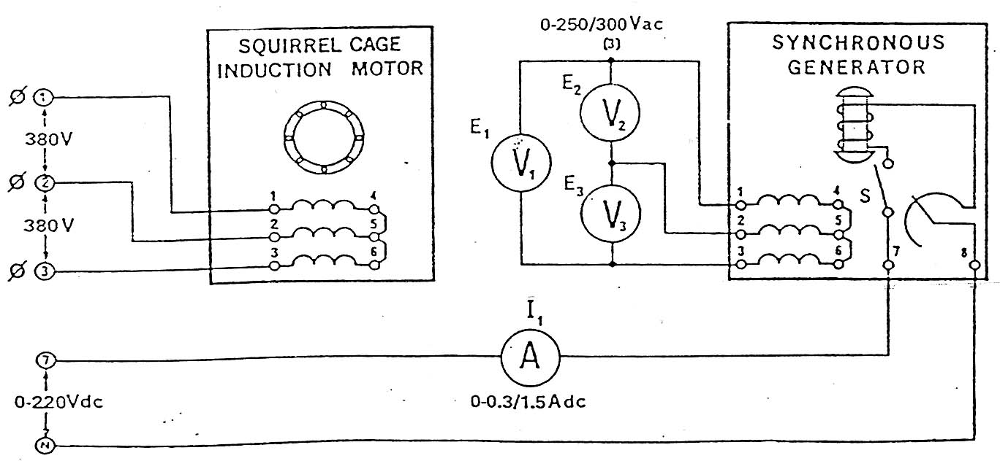 SQUIRREL CAGE
INDUCTION MOTOR
0-250/300Vac
(3)
SYNCHRONOUS
GENERATOR
Ø 1
380V
Ø 2
380V
Ø 3
1 4
2 5
3 6
E1
V1
E2
V2
E3
V3
1 4
2 5
3 6
S
7
8
I1
A
0-0.3/1.5Adc
7
0-220Vdc
N